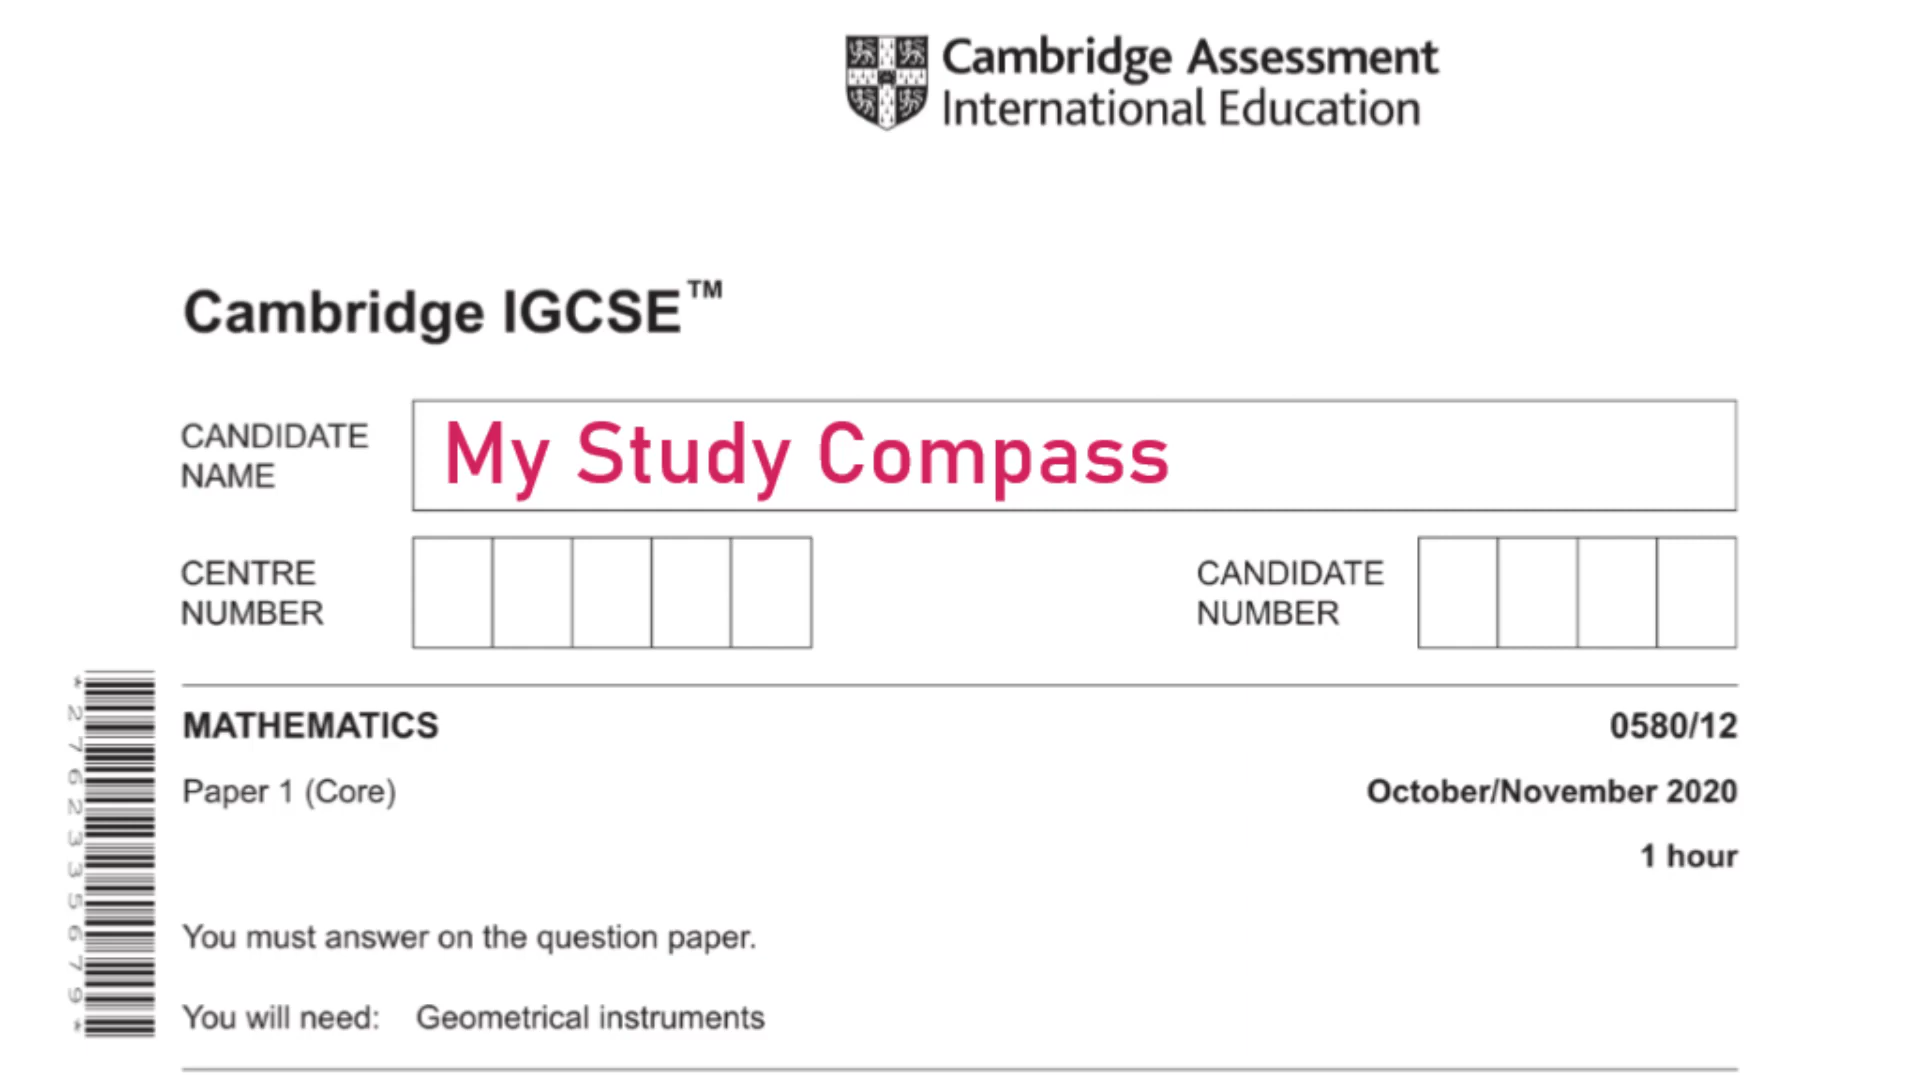 Cambridge Assessment
International Education
Cambridge IGCSE™
CANDIDATE
NAME
My Study Compass
CENTRE
NUMBER
CANDIDATE
NUMBER
MATHEMATICS 0580/12
Paper 1 (Core) October/November 2020
1 hour
You must answer on the question paper.
You will need: Geometrical instruments
*2762335679*